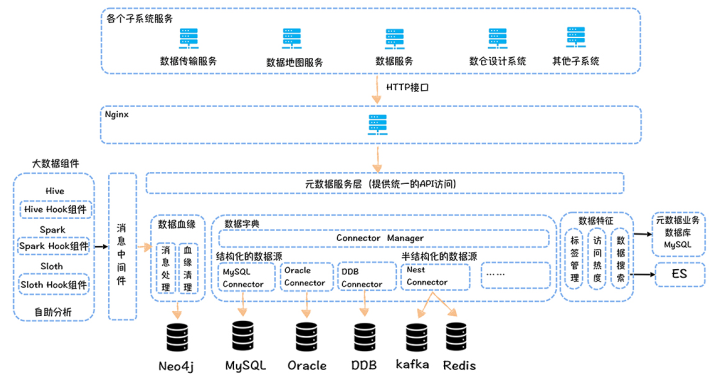 各个子系统服务
数据传输服务
数据地图服务
数据服务
数仓设计系统
其他子系统
HTTP接口
Nginx
元数据服务层（提供统一的API访问）
大数据组件
Hive
Hive Hook组件
Spark
Spark Hook组件
Sloth
Sloth Hook组件
自助分析
消息中间件
数据血缘
消息处理
血缘清理
数据字典
Connector Manager
结构化的数据源
半结构化的数据源
MySQL
Connector
Oracle
Connector
DDB
Connector
Nest
Connector
……
数据特征
标签管理
访问热度
数据搜索
元数据业务
数据库
MySQL
ES
Neo4j
MySQL
Oracle
DDB
kafka
Redis